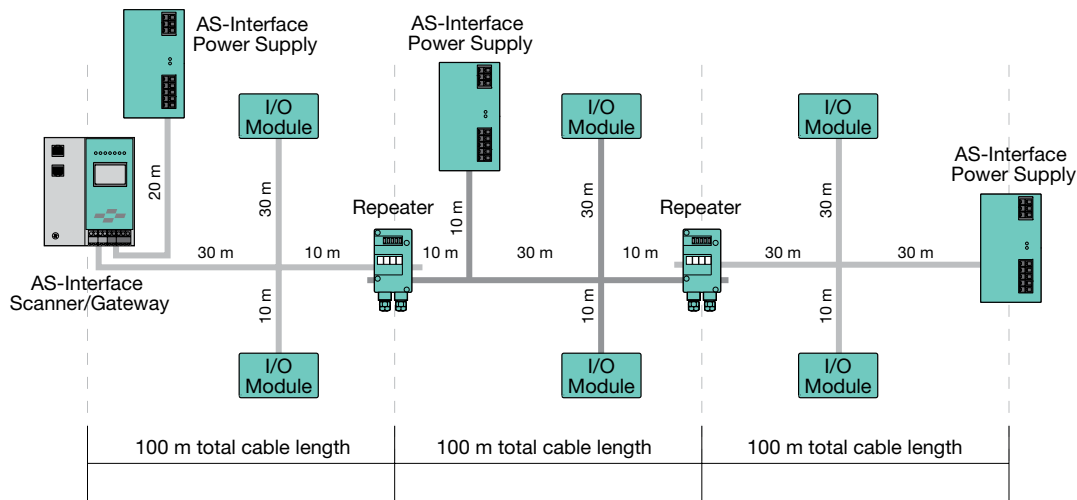 AS-Interface
Power Supply
AS-Interface
Power Supply
I/O
Module
I/O
Module
I/O
Module
AS-Interface
Power Supply
20 m
30 m
10 m
30 m
30 m
Repeater
Repeater
30 m
10 m
10 m
30 m
10 m
30 m
30 m
AS-Interface
Scanner/Gateway
10 m
10 m
10 m
I/O
Module
I/O
Module
I/O
Module
100 m total cable length
100 m total cable length
100 m total cable length